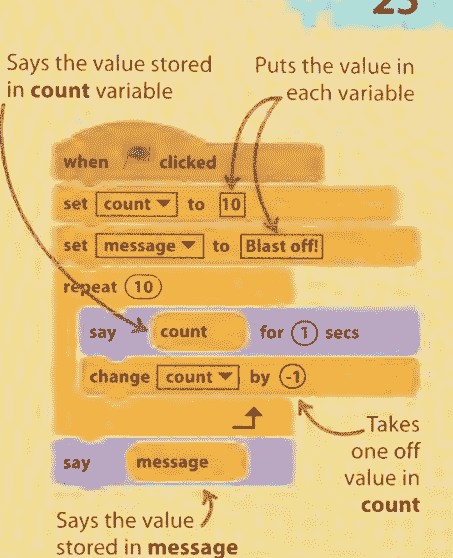 25
Says the value stored
in count variable
Puts the value in
each variable
when clicked
set count to 10
set message to Blast off!
repeat 10
say count for 1 secs
change count by -1
say message
Takes
one off
value in
count
Says the value
stored in message